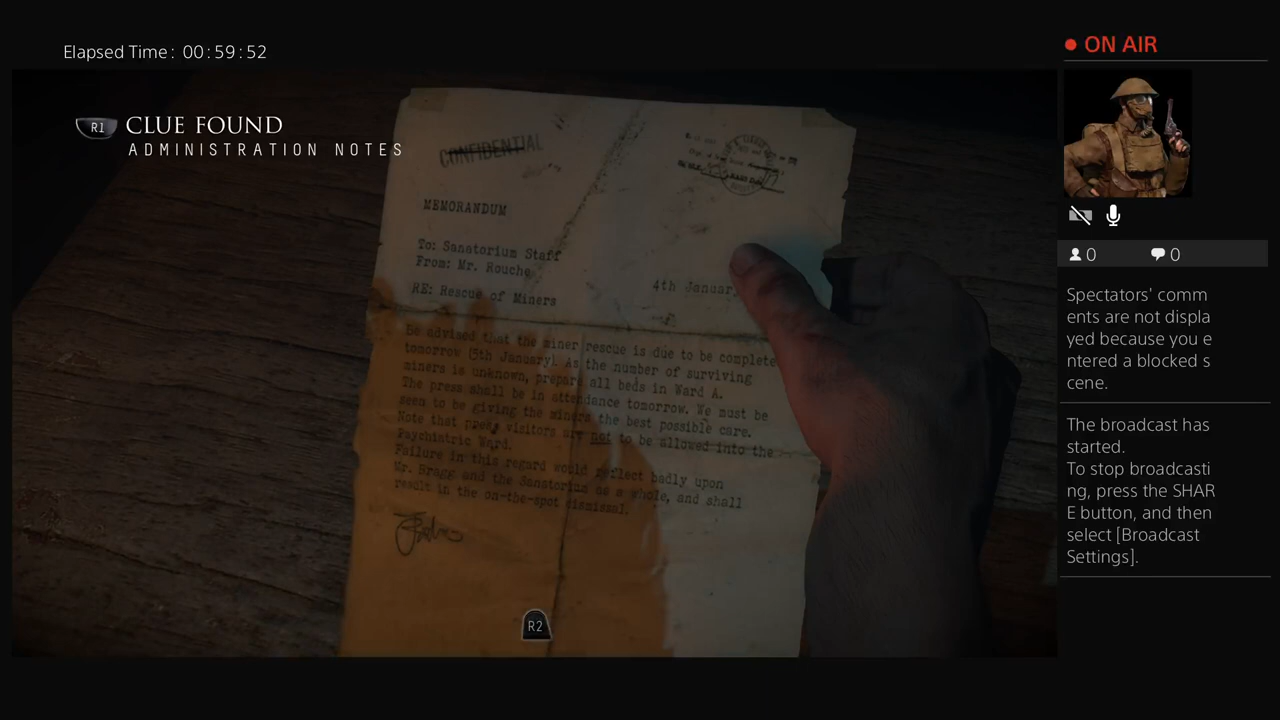 Elapsed Time: 00:59:52
ON AIR
R1
CLUE FOUND
ADMINISTRATION NOTES
CONFIDENTIAL
MEMORANDUM
To: Sanatorium Staff
From: Mr. Rouche
4th January
RE: Rescue of Miners
Be advised that the miner rescue is due to be complete
tomorrow (5th January). As the number of surviving
miners is unknown, prepare all beds in Ward A.
The press shall be in attendance tomorrow. We must be
seen to be giving the miners the best possible care.
Note that press visitors are not to be allowed into the
Psychiatric Ward.
Failure in this regard would reflect badly upon
Mr. Bragg and the Sanatorium as a whole, and shall
result in the on-the-spot dismissal.
R2
0
0
Spectators' comm
ents are not displa
yed because you e
ntered a blocked s
cene.
The broadcast has
started.
To stop broadcasti
ng, press the SHAR
E button, and then
select [Broadcast
Settings].